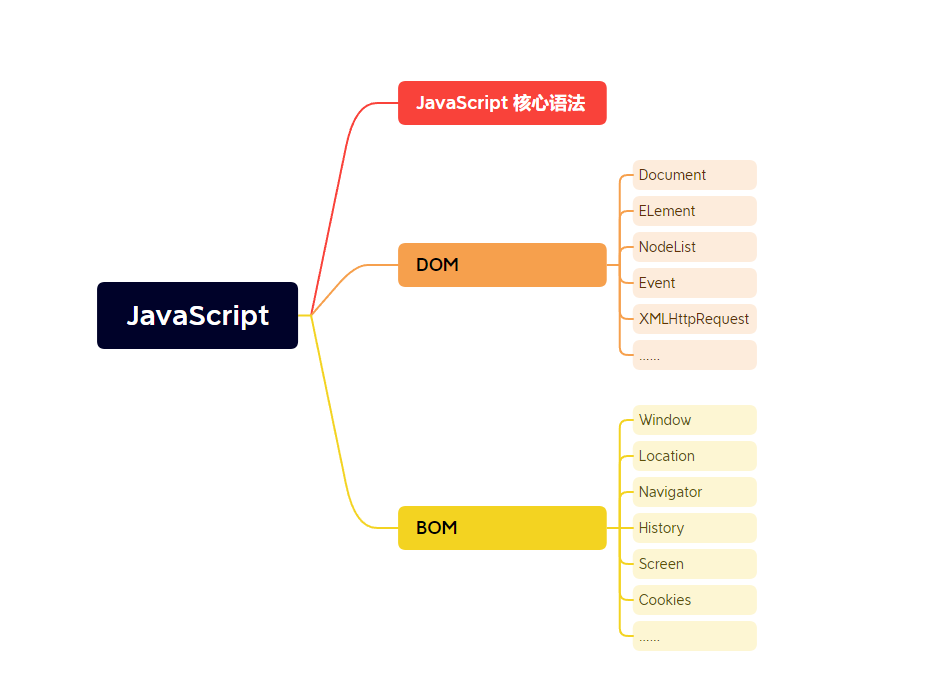 JavaScript
JavaScript 核心语法
DOM
Document
ELement
NodeList
Event
XMLHttpRequest
......
BOM
Window
Location
Navigator
History
Screen
Cookies
......